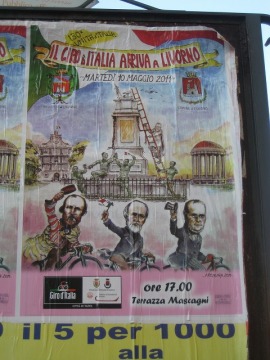 IL GIRO D'ITALIA ARRIVA A LIVORNO
- MARTEDÌ 10 MAGGIO 2011 -
Giro d'Italia
ore 17.00
Terrazza Mascagni
il 5 per 1000
alla